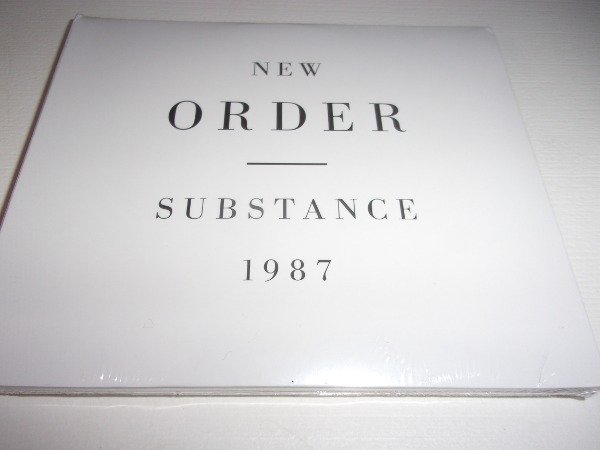 NEW
ORDER
SUBSTANCE
1987